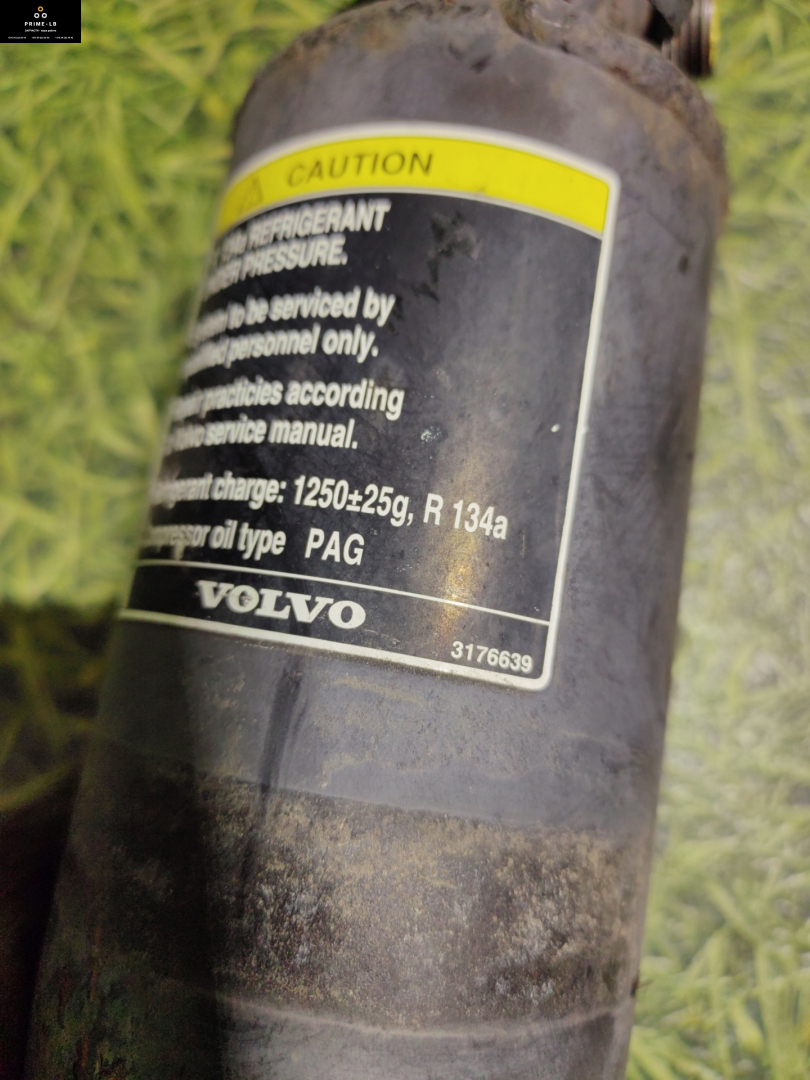 PRIME-LB
CAUTION
REFRIGERANT
PRESSURE.
to be serviced by
personnel only.
practicies according
service manual.
charge: 1250±25g, R 134a
oil type PAG
VOLVO
3176639